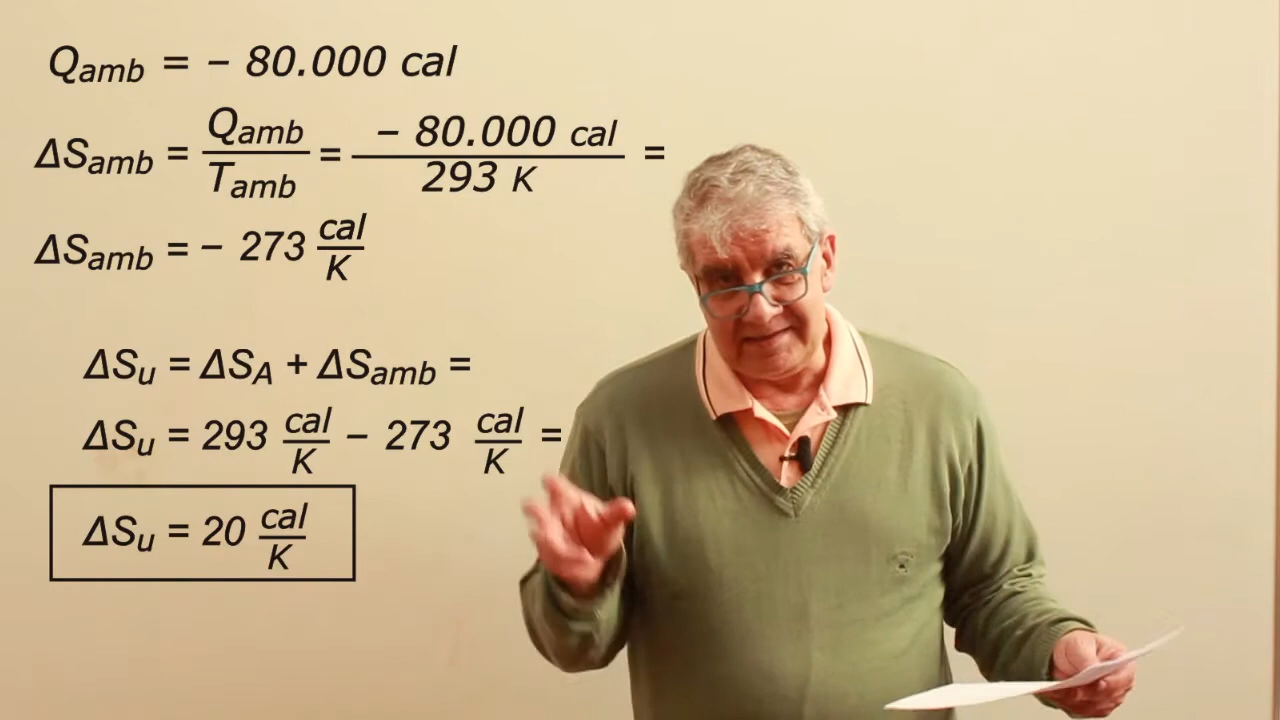 Qamb = – 80.000 cal
ΔSamb = Qamb / Tamb = – 80.000 cal / 293 K =
ΔSamb = – 273 cal / K
ΔSu = ΔSA + ΔSamb =
ΔSu = 293 cal / K – 273 cal / K =
ΔSu = 20 cal / K